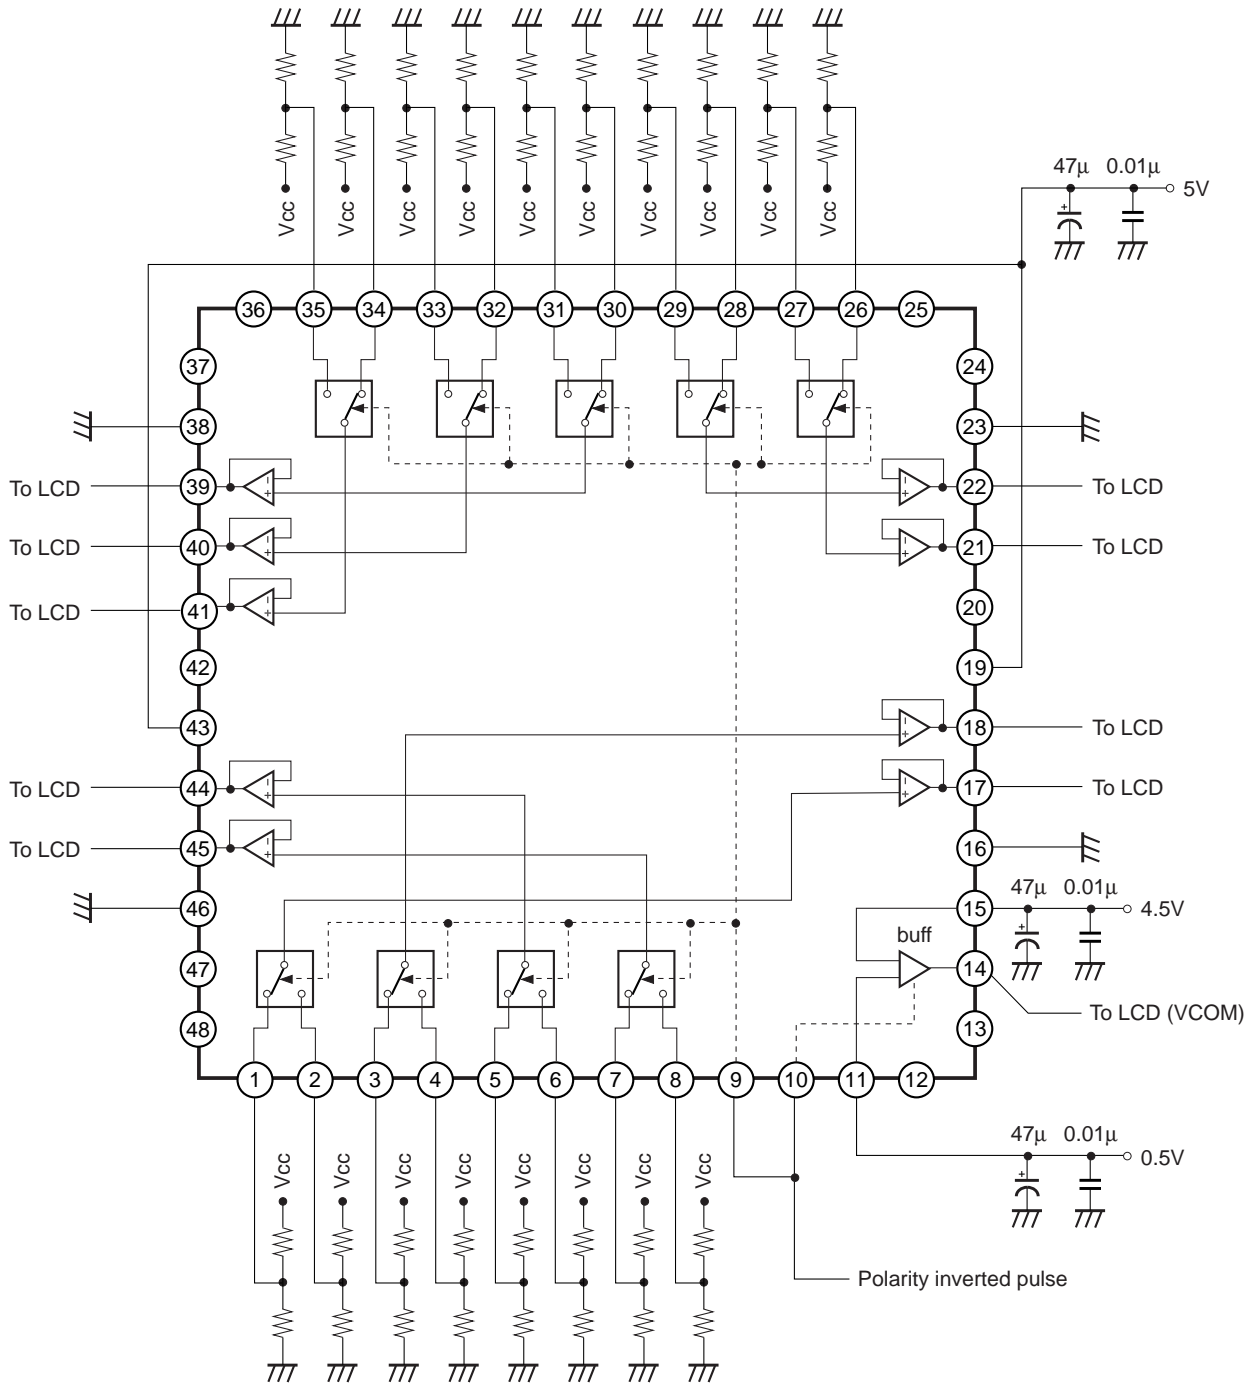 47μ 0.01μ
5V
Vcc Vcc Vcc Vcc Vcc Vcc Vcc Vcc Vcc Vcc
36 35 34 33 32 31 30 29 28 27 26 25
37 24
38 23
To LCD 39 − + − + 22 To LCD
To LCD 40 − + − + 21 To LCD
To LCD 41 − + 20
42 19
43 − + 18 To LCD
To LCD 44 − + − + 17 To LCD
To LCD 45 − + 16
47μ 0.01μ
46 15 + 4.5V
buff
47 14
To LCD (VCOM)
48 13
1 2 3 4 5 6 7 8 9 10 11 12
47μ 0.01μ
0.5V
Vcc Vcc Vcc Vcc Vcc Vcc Vcc Vcc
Polarity inverted pulse